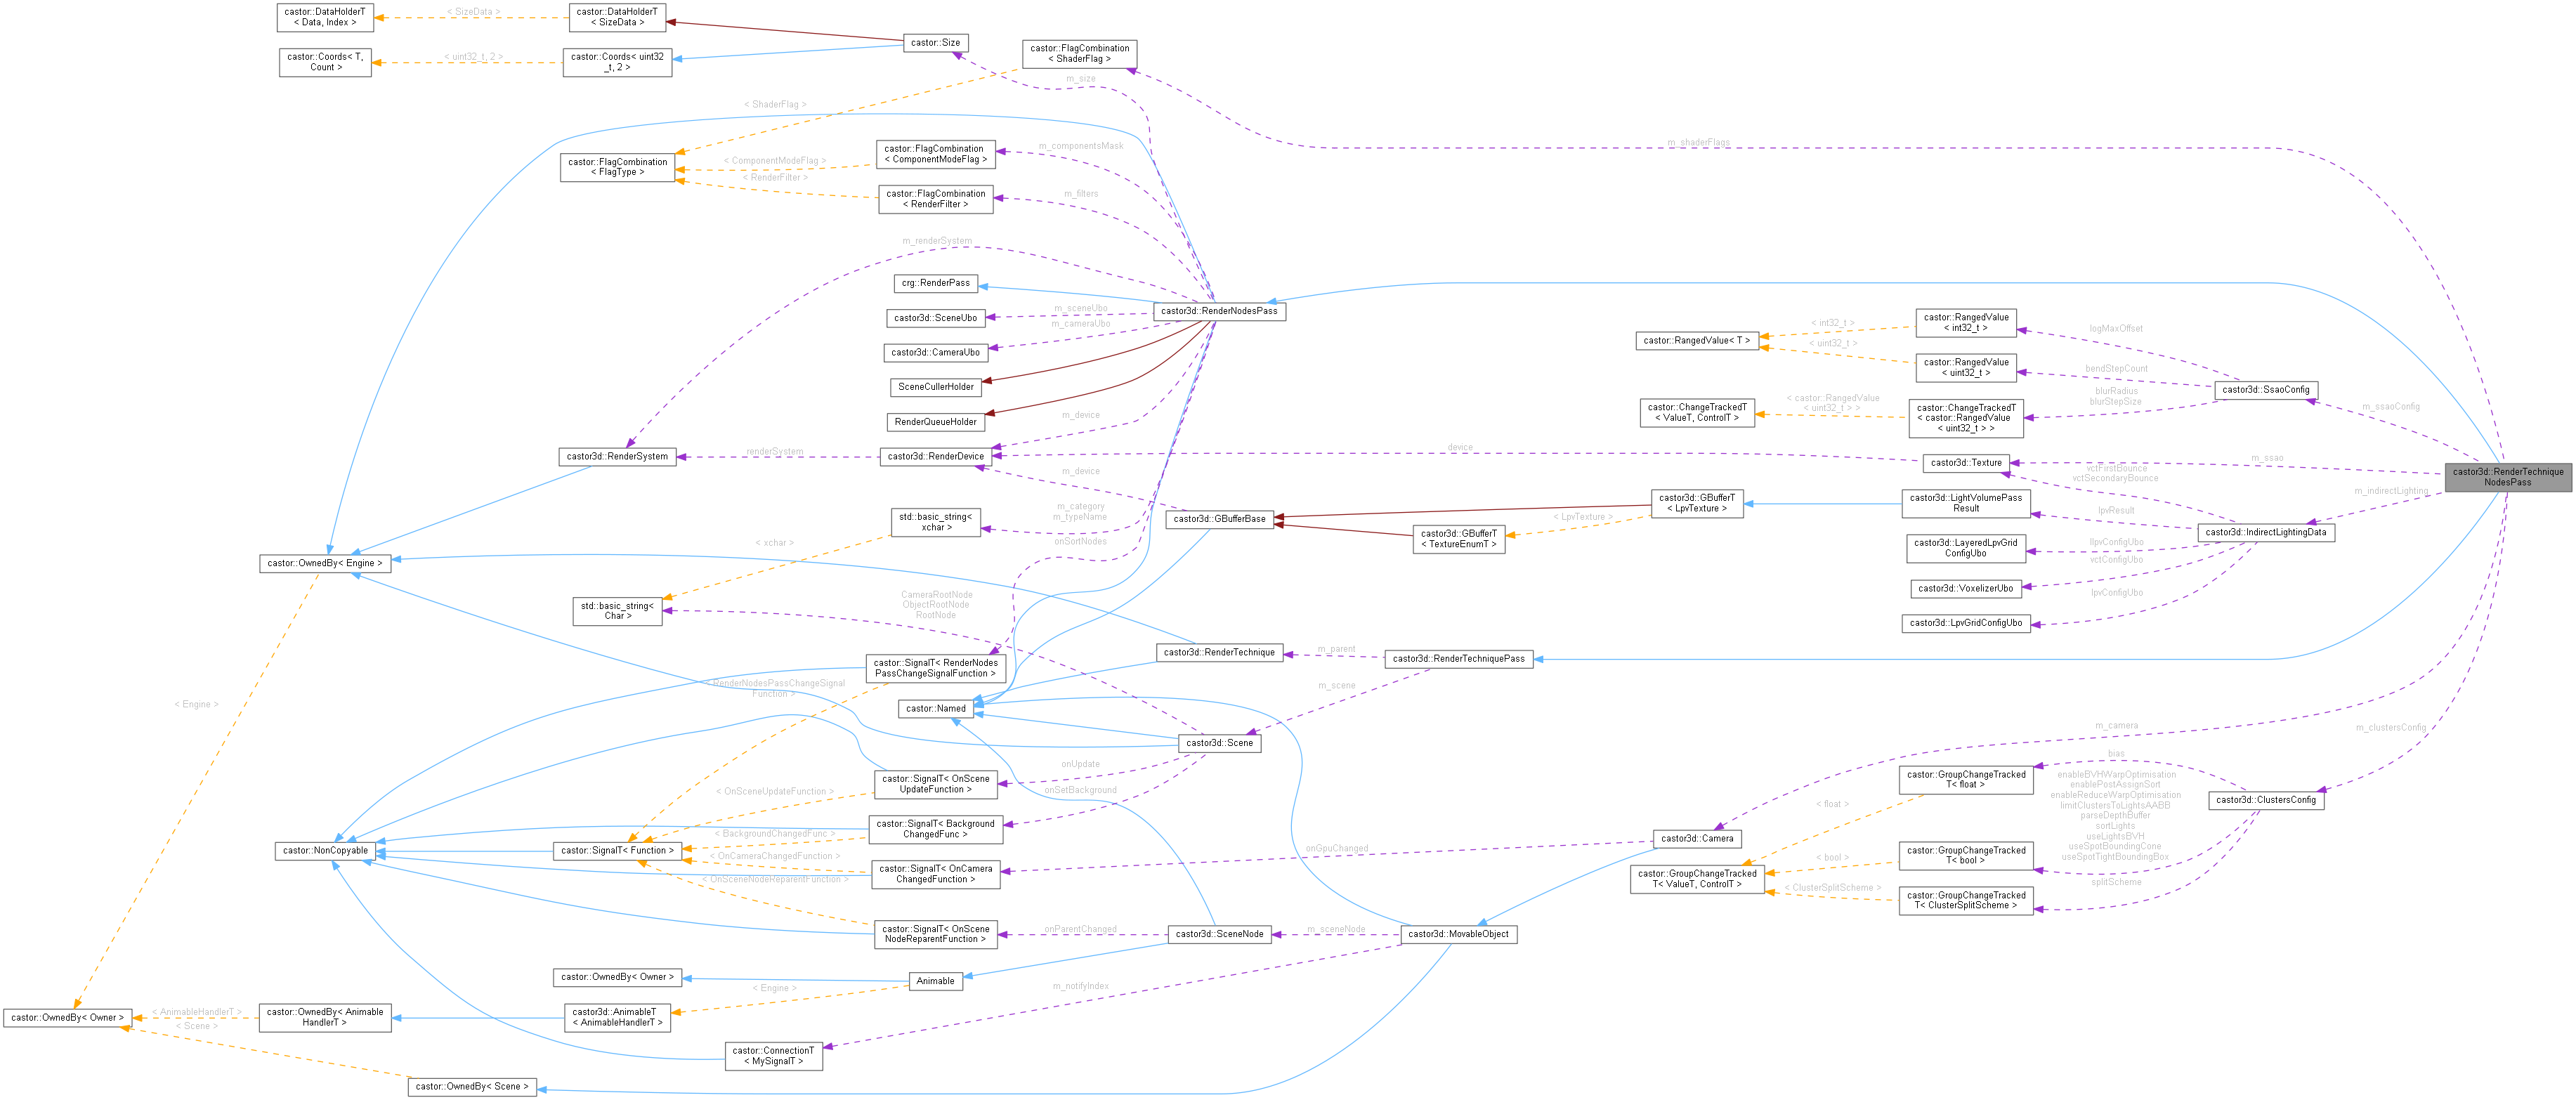 castor::DataHolderT
< Data, Index >
< SizeData >
castor::DataHolderT
< SizeData >
castor::Size
castor::Coords< T,
Count >
< uint32_t, 2 >
castor::Coords< uint32
_t, 2 >
castor::FlagCombination
< ShaderFlag >
m_size
< ShaderFlag >
castor::FlagCombination
< FlagType >
< ComponentModeFlag >
castor::FlagCombination
< ComponentModeFlag >
m_componentsMask
m_shaderFlags
< RenderFilter >
castor::FlagCombination
< RenderFilter >
m_filters
m_renderSystem
crg::RenderPass
castor3d::SceneUbo
m_sceneUbo
castor3d::RenderNodesPass
castor3d::CameraUbo
m_cameraUbo
SceneCullerHolder
RenderQueueHolder
m_device
castor::RangedValue< T >
< int32_t >
castor::RangedValue
< int32_t >
logMaxOffset
< uint32_t >
castor::RangedValue
< uint32_t >
bendStepCount
castor3d::SsaoConfig
castor::ChangeTrackedT
< ValueT, ControlT >
< castor::RangedValue
< uint32_t > >
castor::ChangeTrackedT
< castor::RangedValue
< uint32_t > >
blurRadius
blurStepSize
m_ssaoConfig
castor3d::RenderSystem
renderSystem
castor3d::RenderDevice
device
castor3d::Texture
m_ssao
castor3d::RenderTechnique
NodesPass
m_device
vctFirstBounce
vctSecondaryBounce
m_indirectLighting
castor3d::GBufferT
< LpvTexture >
castor3d::LightVolumePass
Result
lpvResult
std::basic_string<
xchar >
m_category
m_typeName
castor3d::GBufferBase
< LpvTexture >
castor3d::GBufferT
< TextureEnumT >
castor3d::IndirectLightingData
< xchar >
onSortNodes
castor3d::LayeredLpvGrid
ConfigUbo
llpvConfigUbo
castor3d::VoxelizerUbo
vctConfigUbo
castor3d::LpvGridConfigUbo
lpvConfigUbo
castor::OwnedBy< Engine >
std::basic_string<
Char >
CameraRootNode
ObjectRootNode
RootNode
castor::SignalT< RenderNodes
PassChangeSignalFunction >
castor3d::RenderTechnique
m_parent
castor3d::RenderTechniquePass
< RenderNodesPassChangeSignal
Function >
< Engine >
castor::Named
m_scene
castor3d::Scene
m_camera
m_clustersConfig
castor::SignalT< OnScene
UpdateFunction >
onUpdate
< OnSceneUpdateFunction >
onSetBackground
castor::GroupChangeTracked
T< float >
bias
enableBVHWarpOptimisation
enablePostAssignSort
enableReduceWarpOptimisation
limitClustersToLightsAABB
parseDepthBuffer
sortLights
useLightsBVH
useSpotBoundingCone
useSpotTightBoundingBox
castor3d::ClustersConfig
< float >
castor::SignalT< Background
ChangedFunc >
< BackgroundChangedFunc >
castor::NonCopyable
castor::SignalT< Function >
< OnCameraChangedFunction >
castor::SignalT< OnCamera
ChangedFunction >
onGpuChanged
castor3d::Camera
castor::GroupChangeTracked
T< ValueT, ControlT >
< bool >
castor::GroupChangeTracked
T< bool >
< ClusterSplitScheme >
castor::GroupChangeTracked
T< ClusterSplitScheme >
splitScheme
< OnSceneNodeReparentFunction >
castor::SignalT< OnScene
NodeReparentFunction >
onParentChanged
castor3d::SceneNode
m_sceneNode
castor3d::MovableObject
castor::OwnedBy< Owner >
Animable
< Engine >
m_notifyIndex
castor::OwnedBy< Owner >
< AnimableHandlerT >
castor::OwnedBy< Animable
HandlerT >
castor3d::AnimableT
< AnimableHandlerT >
< Scene >
castor::ConnectionT
< MySignalT >
castor::OwnedBy< Scene >